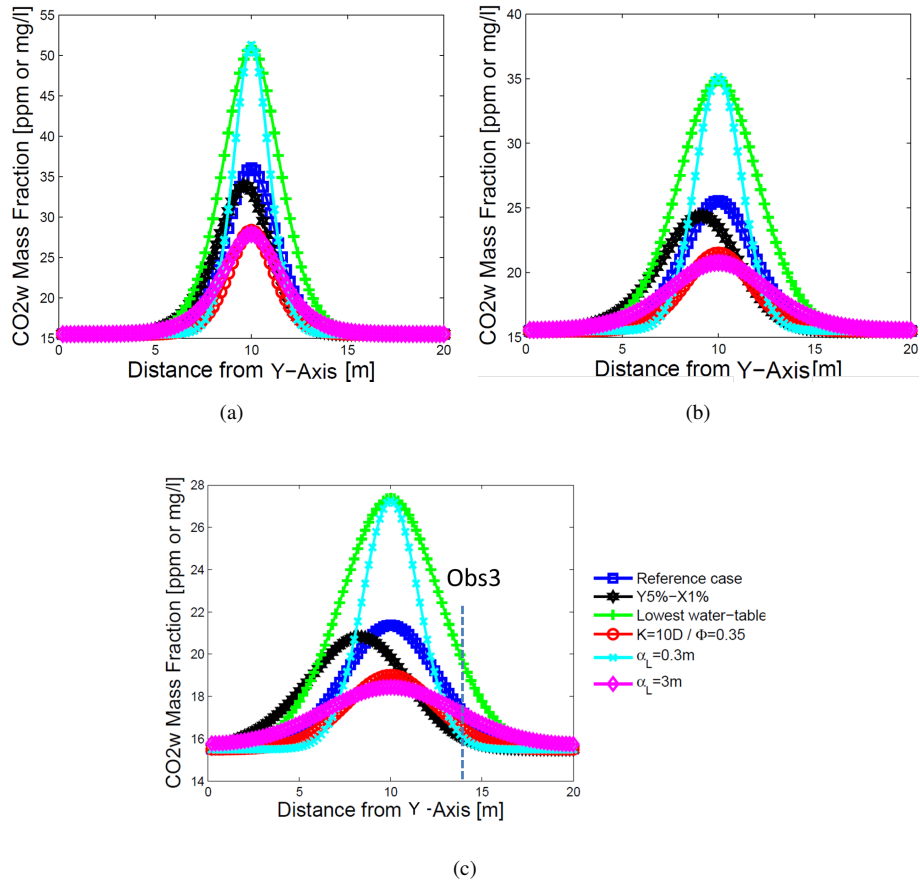 55
50
45
40
35
30
25
20
15
0
5
10
15
20
CO2w Mass Fraction [ppm or mg/l]
Distance from Y-Axis [m]
(a)
40
35
30
25
20
15
0
5
10
15
20
CO2w Mass Fraction [ppm or mg/l]
Distance from Y-Axis[m]
(b)
28
26
24
22
20
18
16
14
0
5
10
15
20
CO2w Mass Fraction [ppm or mg/l]
Distance from Y -Axis [m]
Obs3
Reference case
Y5%-X1%
Lowest water-table
K=10D / Φ=0.35
α_L=0.3m
α_L=3m
(c)